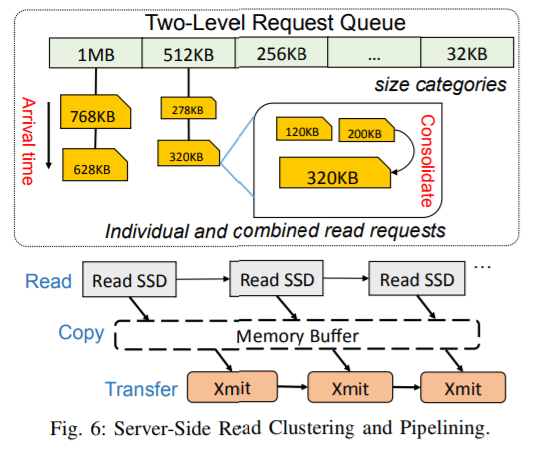 Two-Level Request Queue
1MB 512KB 256KB ... 32KB
size categories
Arrival time
768KB
628KB
278KB
320KB
120KB 200KB
320KB
Consolidate
Individual and combined read requests
Read
Read SSD Read SSD Read SSD ...
Copy
Memory Buffer
Transfer
Xmit Xmit Xmit
Fig. 6: Server-Side Read Clustering and Pipelining.